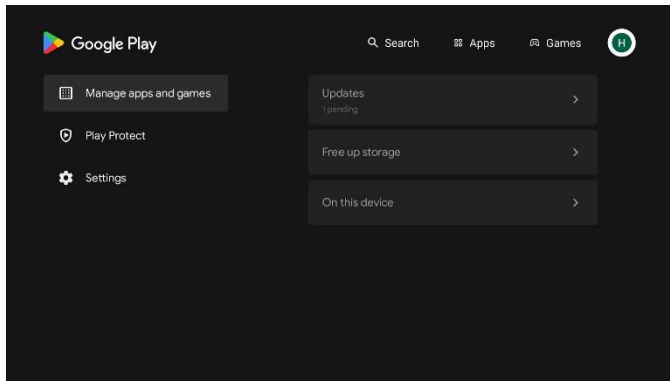 Google Play
Search
Apps
Games
H
Manage apps and games
Play Protect
Settings
Updates
1 pending
Free up storage
On this device